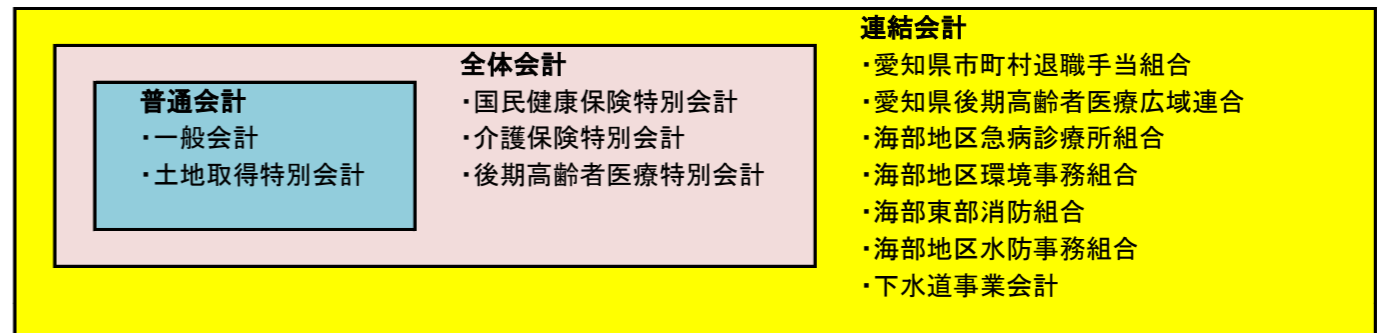 普通会計
・一般会計
・土地取得特別会計
全体会計
・国民健康保険特別会計
・介護保険特別会計
・後期高齢者医療特別会計
連結会計
・愛知県市町村退職手当組合
・愛知県後期高齢者医療広域連合
・海部地区急病診療所組合
・海部地区環境事務組合
・海部東部消防組合
・海部地区水防事務組合
・下水道事業会計